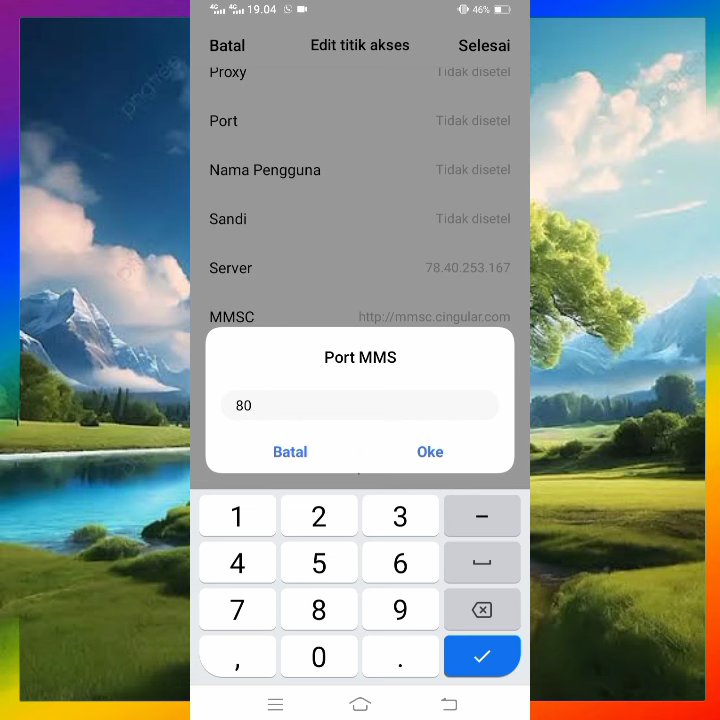 4G 4G 19.04 46%
Batal Edit titik akses Selesai
Proxy Tidak disetel
Port Tidak disetel
Nama Pengguna Tidak disetel
Sandi Tidak disetel
Server 78.40.253.167
MMSC http://mmsc.cingular.com
Port MMS
80
Batal Oke
1 2 3 –
4 5 6
7 8 9
, 0 .